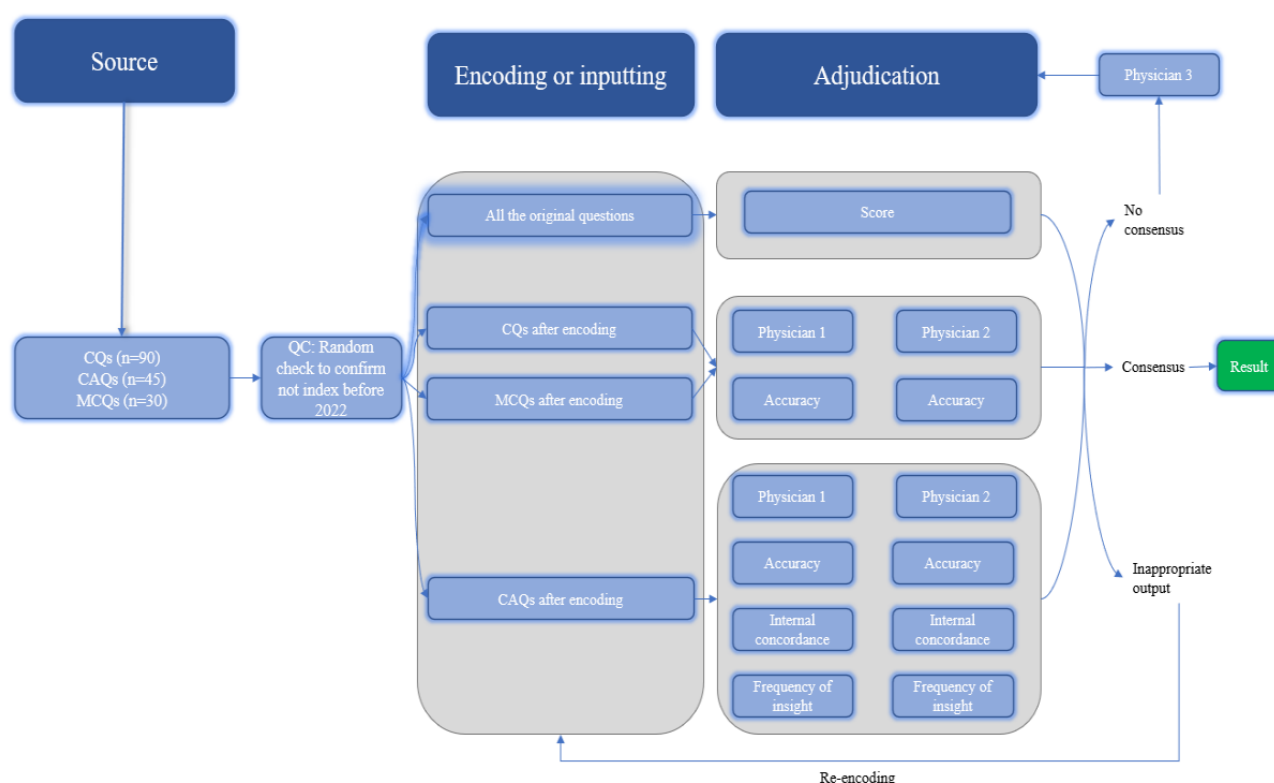 Source
Encoding or inputting
Adjudication
Physician 3
All the original questions
Score
No
consensus
CQs (n=90)
CAQs (n=45)
MCQs (n=30)
QC: Random
check to confirm
not index before
2022
CQs after encoding
MCQs after encoding
Physician 1
Physician 2
Accuracy
Accuracy
Consensus
Result
Physician 1
Physician 2
Accuracy
Accuracy
Inappropriate
output
CAQs after encoding
Internal
concordance
Internal
concordance
Frequency of
insight
Frequency of
insight
Re-encoding